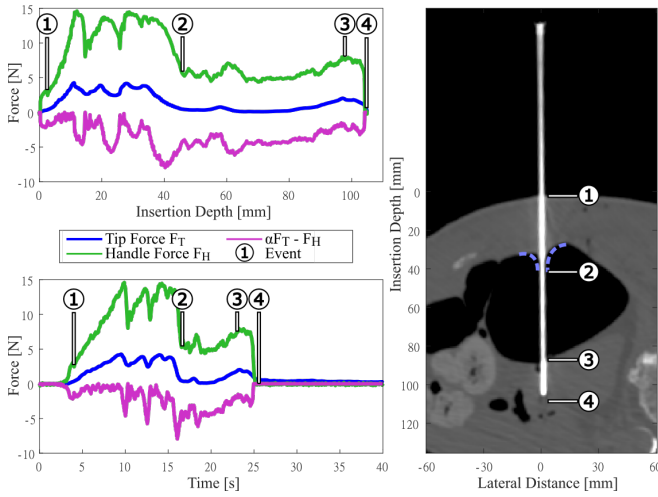 15
10
5
0
-5
-10
Force [N]
① ② ③ ④
0 20 40 60 80 100
Insertion Depth [mm]
Tip Force F_T
Handle Force F_H
αF_T - F_H
① Event
15
10
5
0
-5
-10
Force [N]
① ② ③ ④
0 5 10 15 20 25 30 35 40
Time [s]
Insertion Depth [mm]
0
20
40
60
80
100
120
①
②
③
④
-60 -30 0 30 60
Lateral Distance [mm]